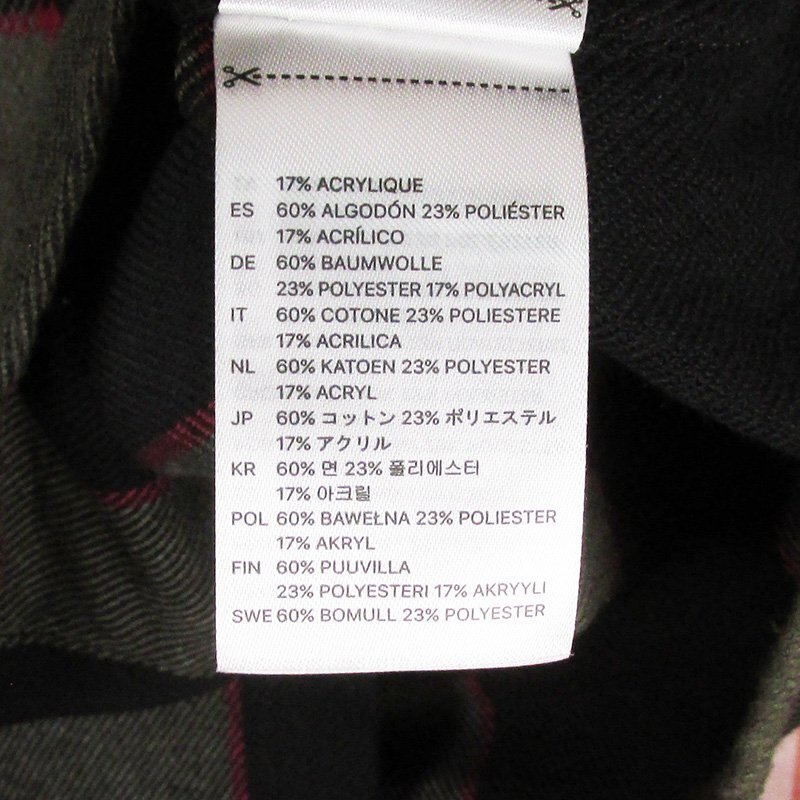 17% ACRYLIQUE
ES 60% ALGODÓN 23% POLIÉSTER
17% ACRÍLICO
DE 60% BAUMWOLLE
23% POLYESTER 17% POLYACRYL
IT 60% COTONE 23% POLIESTERE
17% ACRILICA
NL 60% KATOEN 23% POLYESTER
17% ACRYL
JP 60% コットン 23% ポリエステル
17% アクリル
KR 60% 면 23% 폴리에스터
17% 아크릴
POL 60% BAWEŁNA 23% POLIESTER
17% AKRYL
FIN 60% PUUVILLA
23% POLYESTERI 17% AKRYYLI
SWE 60% BOMULL 23% POLYESTER